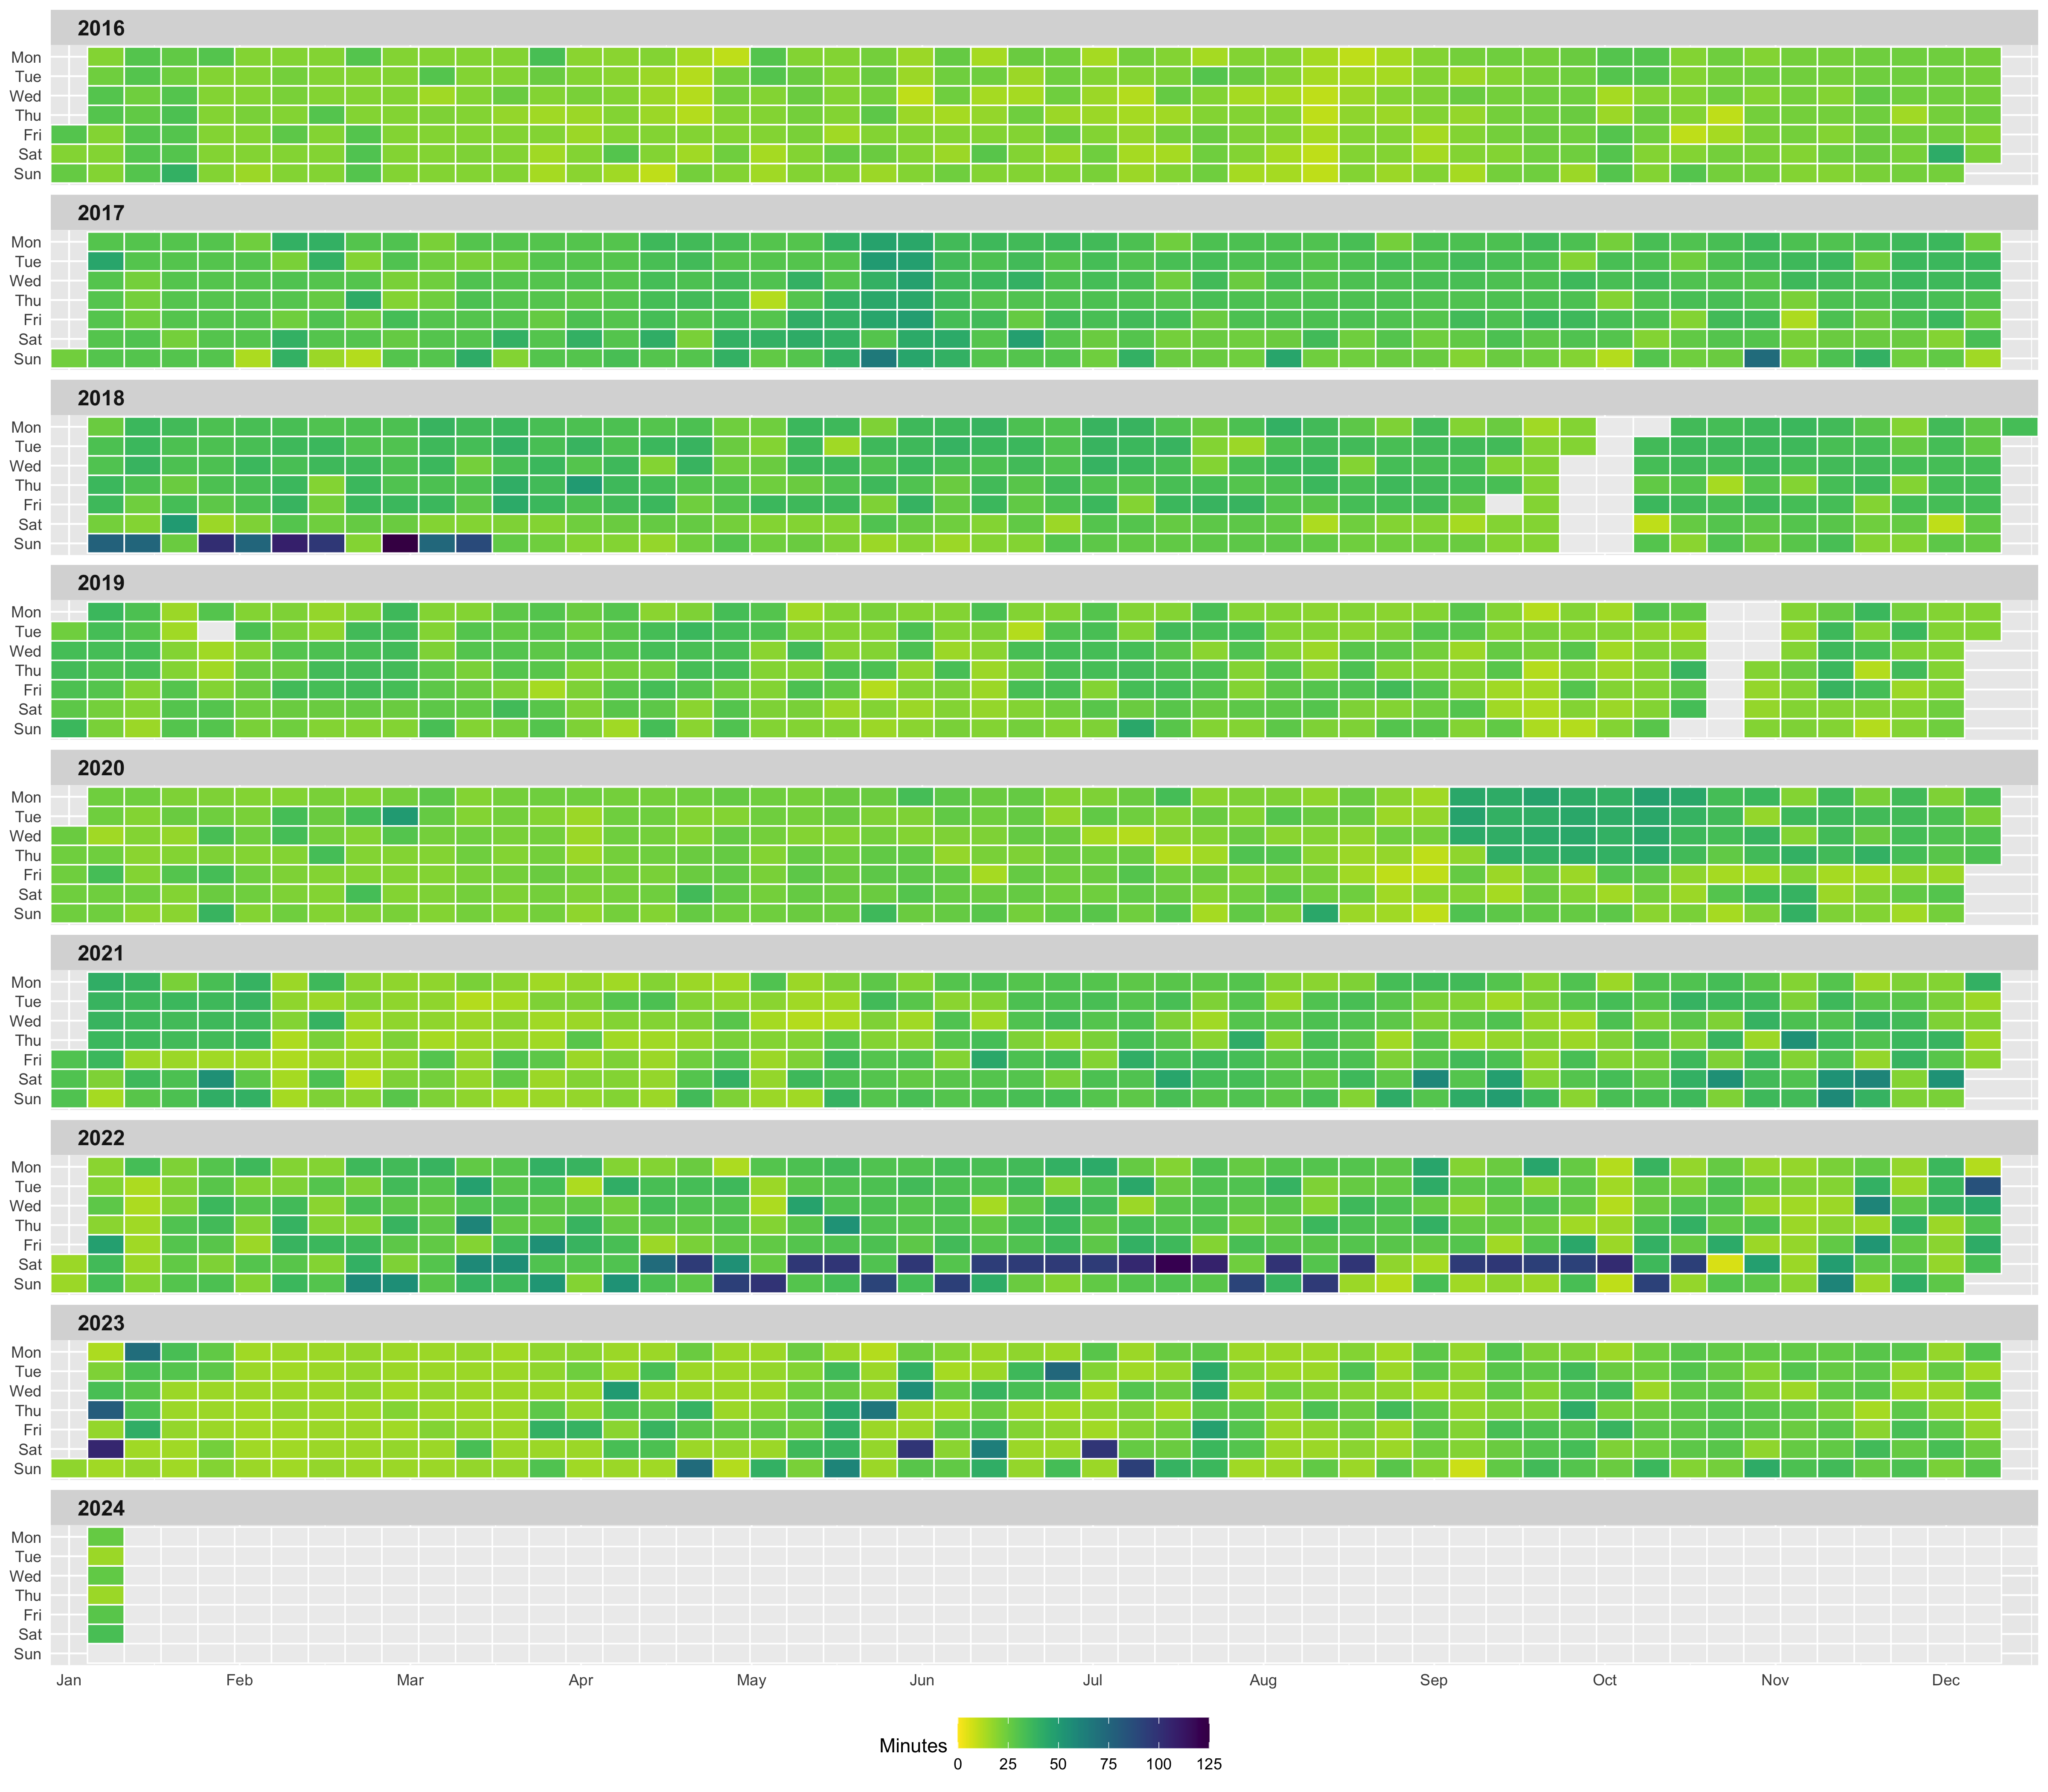 2016
Mon
Tue
Wed
Thu
Fri
Sat
Sun
2017
Mon
Tue
Wed
Thu
Fri
Sat
Sun
2018
Mon
Tue
Wed
Thu
Fri
Sat
Sun
2019
Mon
Tue
Wed
Thu
Fri
Sat
Sun
2020
Mon
Tue
Wed
Thu
Fri
Sat
Sun
2021
Mon
Tue
Wed
Thu
Fri
Sat
Sun
2022
Mon
Tue
Wed
Thu
Fri
Sat
Sun
2023
Mon
Tue
Wed
Thu
Fri
Sat
Sun
2024
Mon
Tue
Wed
Thu
Fri
Sat
Sun
Jan Feb Mar Apr May Jun Jul Aug Sep Oct Nov Dec
Minutes
0 25 50 75 100 125